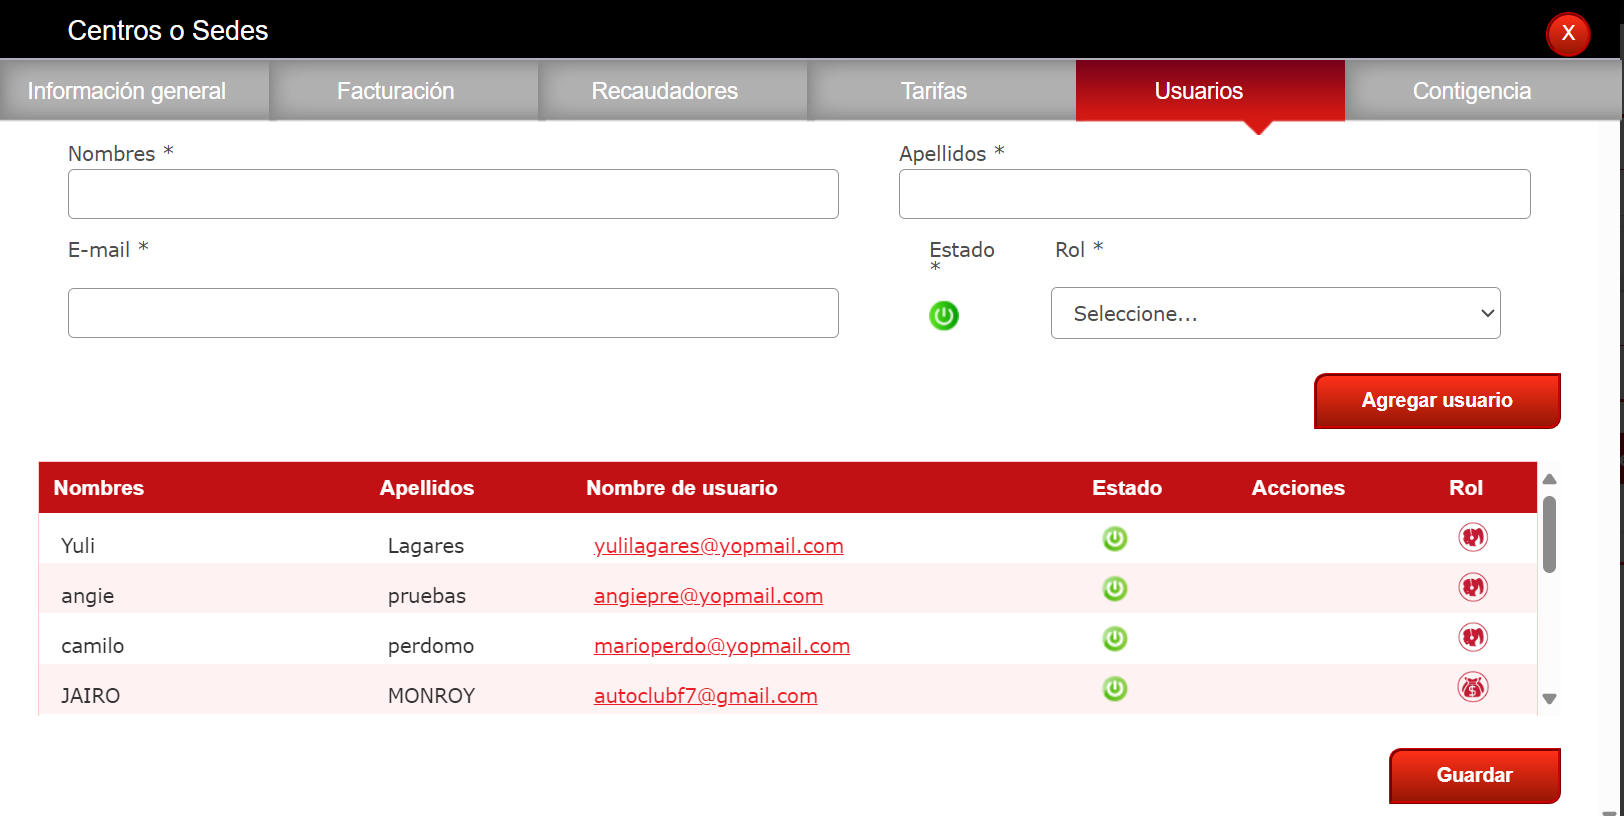 Centros o Sedes
X
Información general Facturación Recaudadores Tarifas Usuarios Contigencia
Nombres * Apellidos *
E-mail * Estado * Rol *
Seleccione...
Agregar usuario
Nombres Apellidos Nombre de usuario Estado Acciones Rol
Yuli Lagares yulilagares@yopmail.com
angie pruebas angiepre@yopmail.com
camilo perdomo marioperdo@yopmail.com
JAIRO MONROY autoclubf7@gmail.com
Guardar